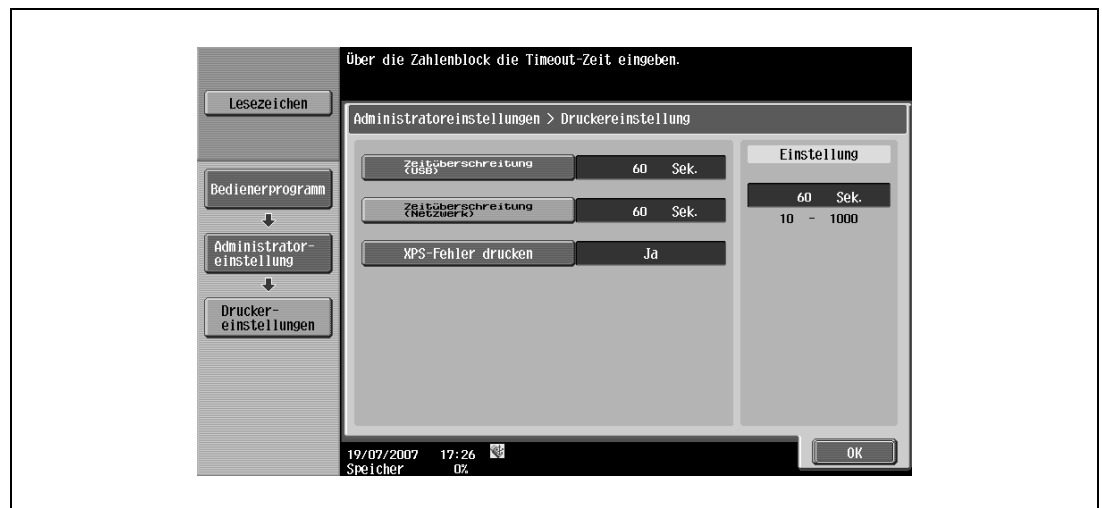 Über die Zahlenblock die Timeout-Zeit eingeben.
Lesezeichen
Administratoreinstellungen > Druckereinstellung
Zeitüberschreitung
(USB)
60 Sek.
Einstellung
60 Sek.
10 - 1000
Bedienerprogramm
Zeitüberschreitung
(Netzwerk)
60 Sek.
Administrator-
einstellung
XPS-Fehler drucken
Ja
Drucker-
einstellungen
19/07/2007 17:26
Speicher 0%
OK